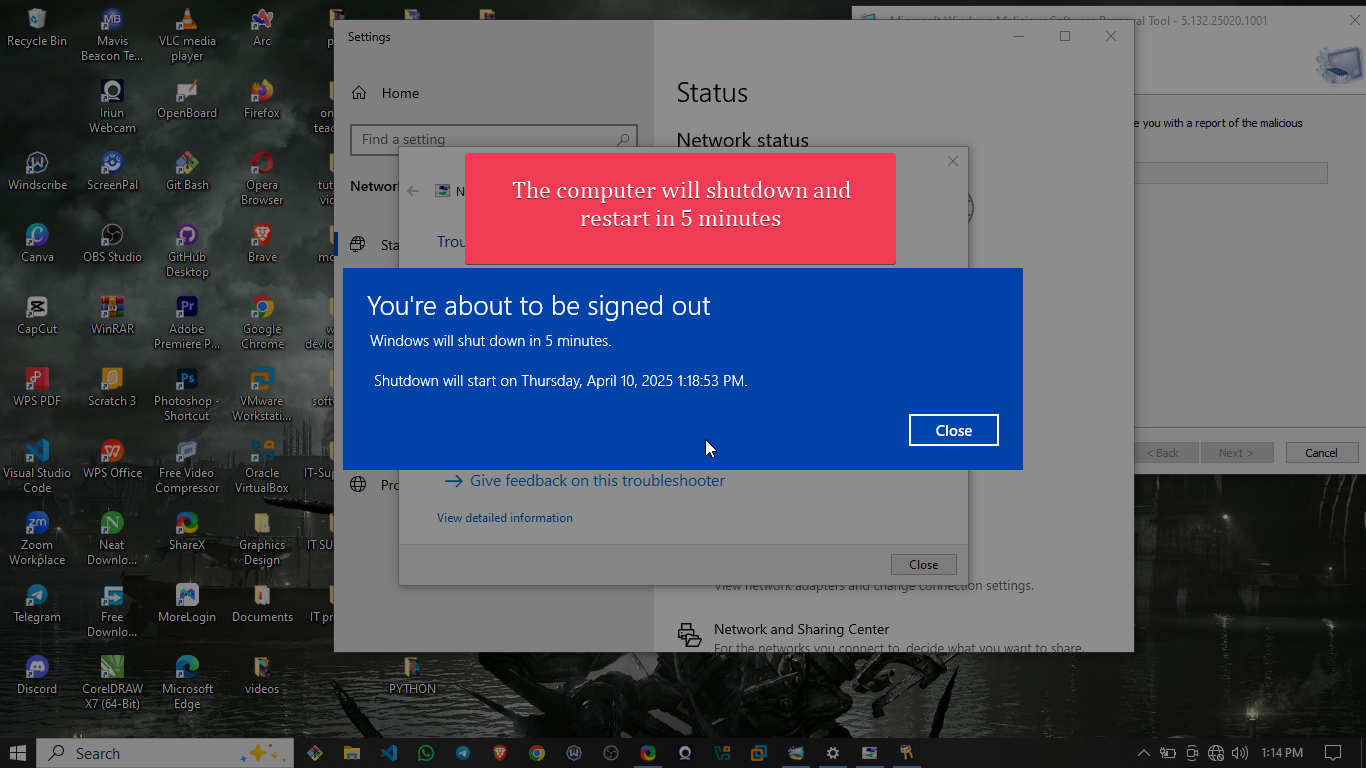 Recycle Bin
Mavis
Beacon Te...
VLC media
player
Arc
Iriun
Webcam
OpenBoard
Firefox
Windscribe
ScreenPal
Git Bash
Opera
Browser
Canva
OBS Studio
GitHub
Desktop
Brave
CapCut
WinRAR
Adobe
Premiere P...
Google
Chrome
WPS PDF
Scratch 3
Photoshop -
Shortcut
VMware
Workstati...
Visual Studio
Code
WPS Office
Free Video
Compressor
Oracle
VirtualBox
Zoom
Workplace
Neat
Downlo...
ShareX
Graphics
Design
Telegram
Free
Downlo...
MoreLogin
Documents
Discord
CorelDRAW
X7 (64-Bit)
Microsoft
Edge
videos
PYTHON
Settings
Home
Find a setting
Status
Network status
Microsoft Windows Malicious Software Removal Tool - 5.132.25020.1001
e you with a report of the malicious
< Back
Next >
Cancel
The computer will shutdown and
restart in 5 minutes
You're about to be signed out
Windows will shut down in 5 minutes.
Shutdown will start on Thursday, April 10, 2025 1:18:53 PM.
Close
Give feedback on this troubleshooter
View detailed information
Close
View network adapters and change connection settings.
Network and Sharing Center
For the networks you connect to, decide what you want to share.
Search
1:14 PM